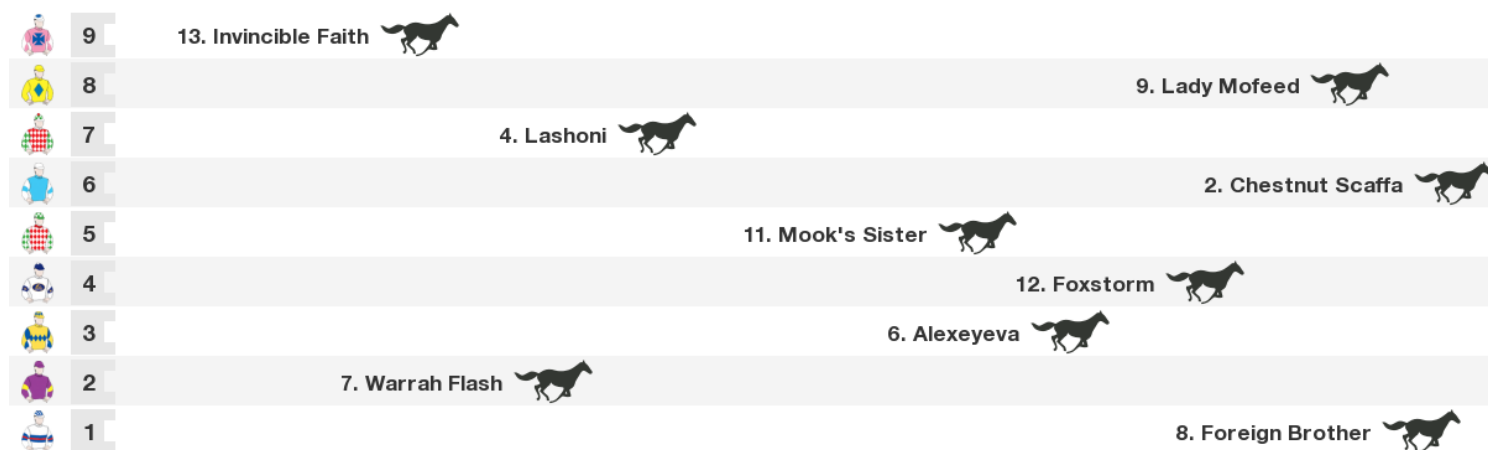 9 13. Invincible Faith
8 9. Lady Mofeed
7 4. Lashoni
6 2. Chestnut Scaffa
5 11. Mook's Sister
4 12. Foxstorm
3 6. Alexeyeva
2 7. Warrah Flash
1 8. Foreign Brother